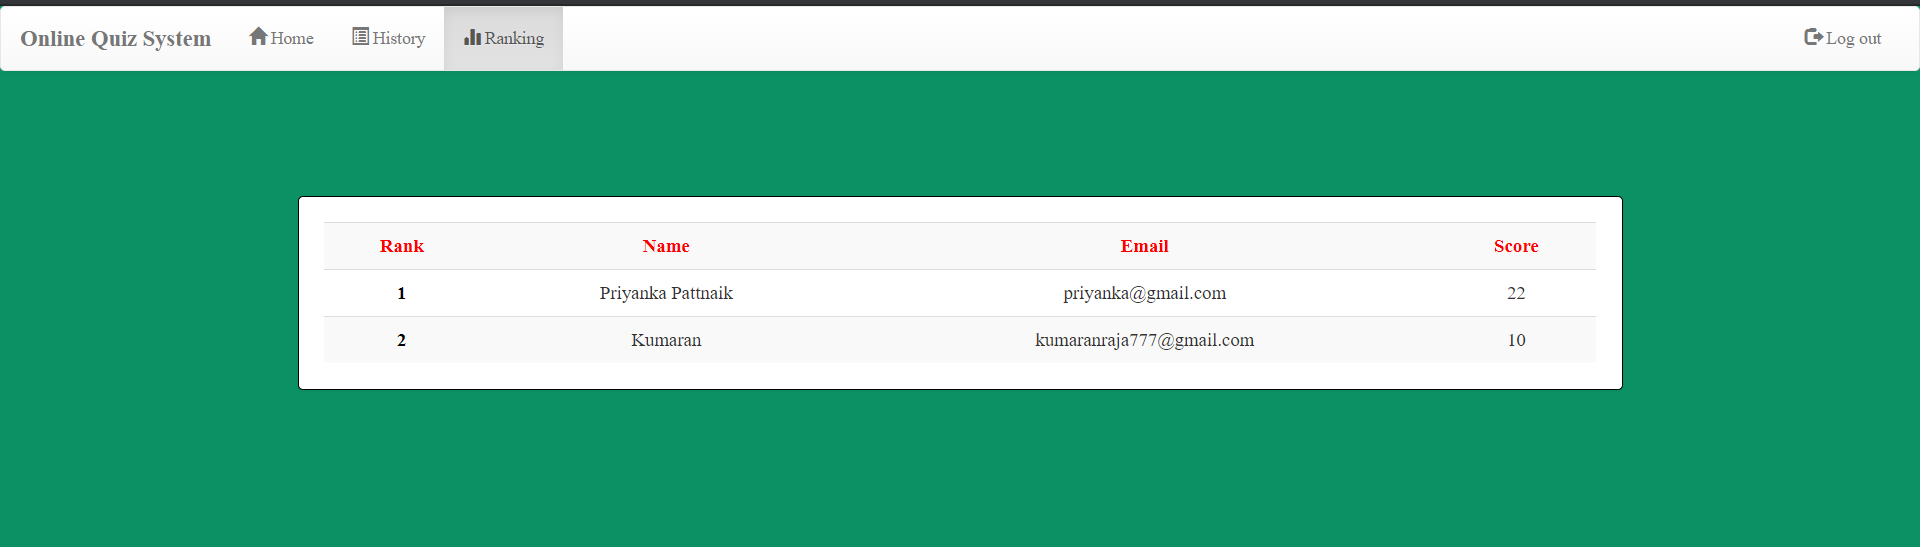 Online Quiz System Home History Ranking Log out
Rank Name Email Score
1 Priyanka Pattnaik priyanka@gmail.com 22
2 Kumaran kumaranraja777@gmail.com 10